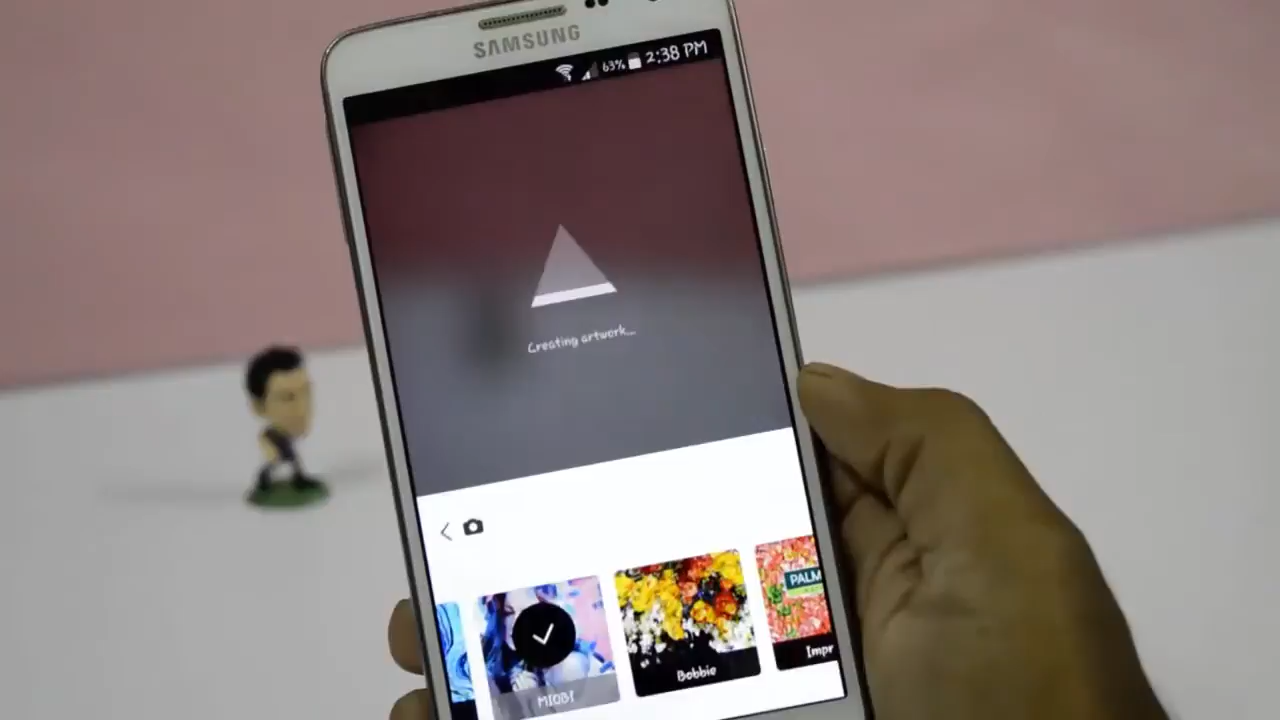 SAMSUNG
63% 2:38 PM
Creating artwork...
MIOBI
Bobbie
PALM
Impr